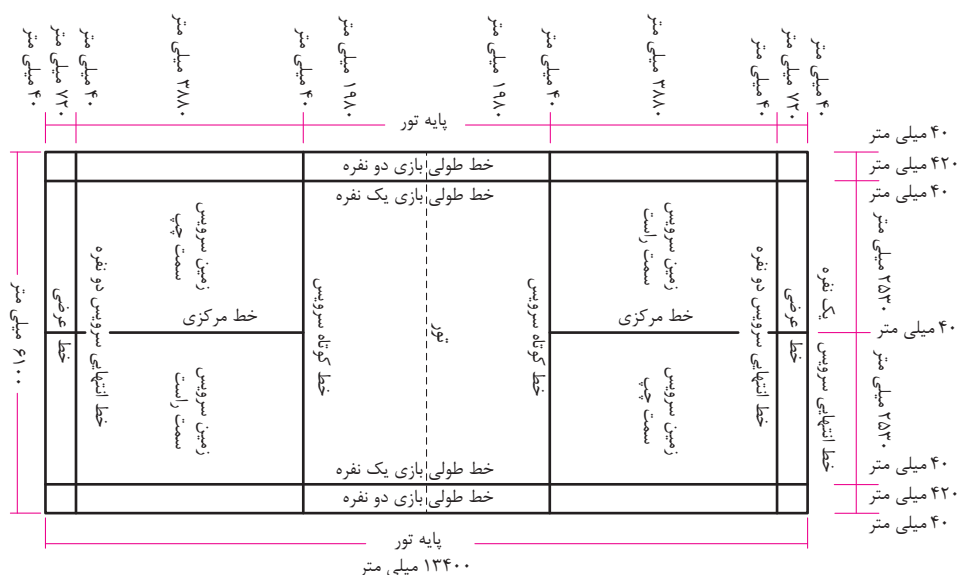 ۴۰ میلی متر
۷۲۰ میلی متر
۴۰ میلی متر
۳۸۸۰ میلی متر
۴۰ میلی متر
۱۹۸۰ میلی متر
۱۹۸۰ میلی متر
۴۰ میلی متر
۳۸۸۰ میلی متر
۴۰ میلی متر
۷۲۰ میلی متر
۴۰ میلی متر
پایه تور
۴۰ میلی متر
۴۲۰ میلی متر
۴۰ میلی متر
۲۵۳۰ میلی متر
۴۰ میلی متر
۲۵۳۰ میلی متر
۴۰ میلی متر
۴۲۰ میلی متر
۴۰ میلی متر
خط طولی بازی دو نفره
خط طولی بازی یک نفره
خط انتهایی سرویس یک نفره
خط عرضی
خط انتهایی سرویس دو نفره
زمین سرویس
سمت راست
خط مرکزی
زمین سرویس
سمت چپ
خط کوتاه سرویس
تور
خط کوتاه سرویس
زمین سرویس
سمت چپ
خط مرکزی
زمین سرویس
سمت راست
خط انتهایی سرویس دو نفره
خط عرضی
۶۱۰۰ میلی متر
خط طولی بازی یک نفره
خط طولی بازی دو نفره
پایه تور
۱۳۴۰۰ میلی متر